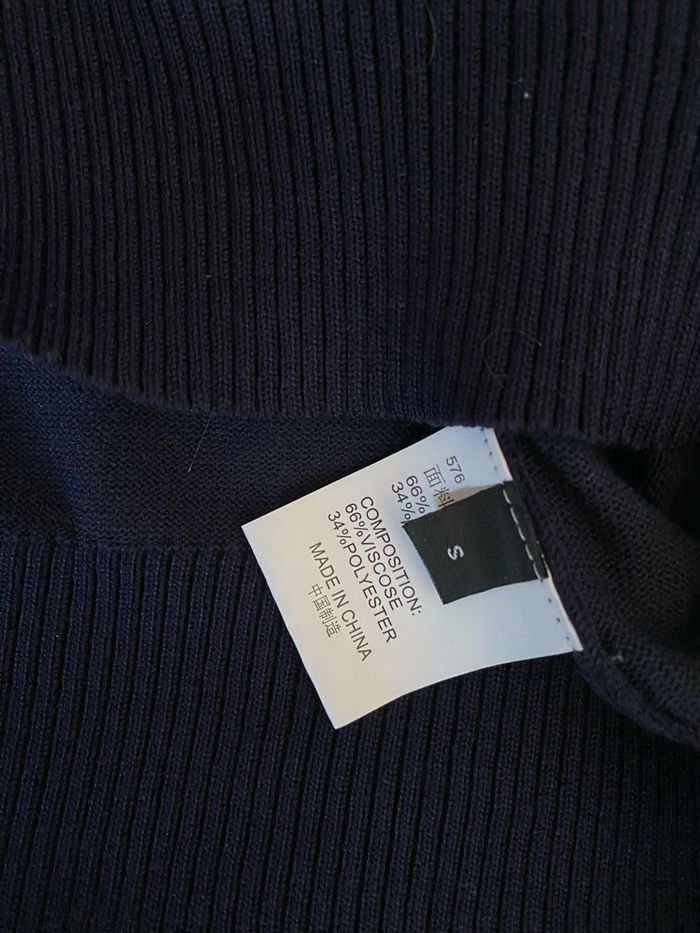 576
面料
66%
34%
COMPOSITION:
66%VISCOSE
34%POLYESTER
MADE IN CHINA
中国制造
S